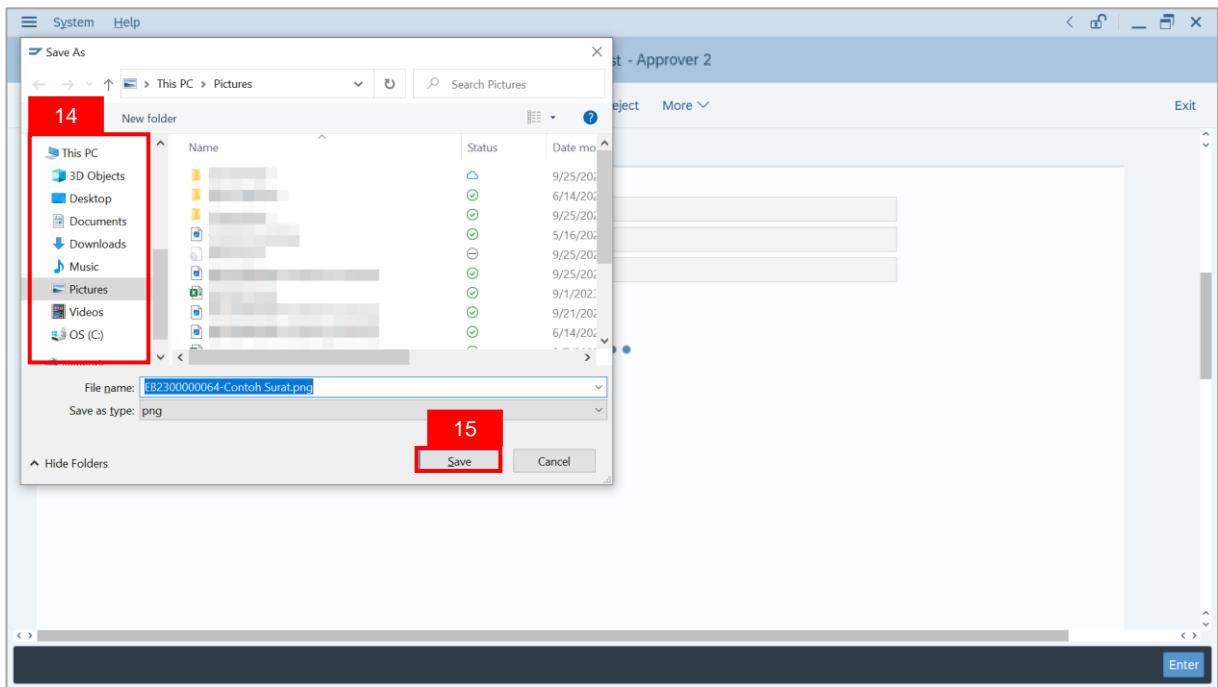 System Help
Save As
st - Approver 2
This PC > Pictures
Search Pictures
eject More
Exit
14
New folder
Name Status Date mo
This PC
3D Objects
Desktop
Documents
Downloads
Music
Pictures
Videos
OS (C:)
9/25/202
6/14/202
9/25/202
5/16/202
9/25/202
9/25/202
9/1/2023
9/21/202
6/14/202
File name: EB2300000064-Contoh Surat.png
Save as type: png
15
Hide Folders
Save Cancel
Enter